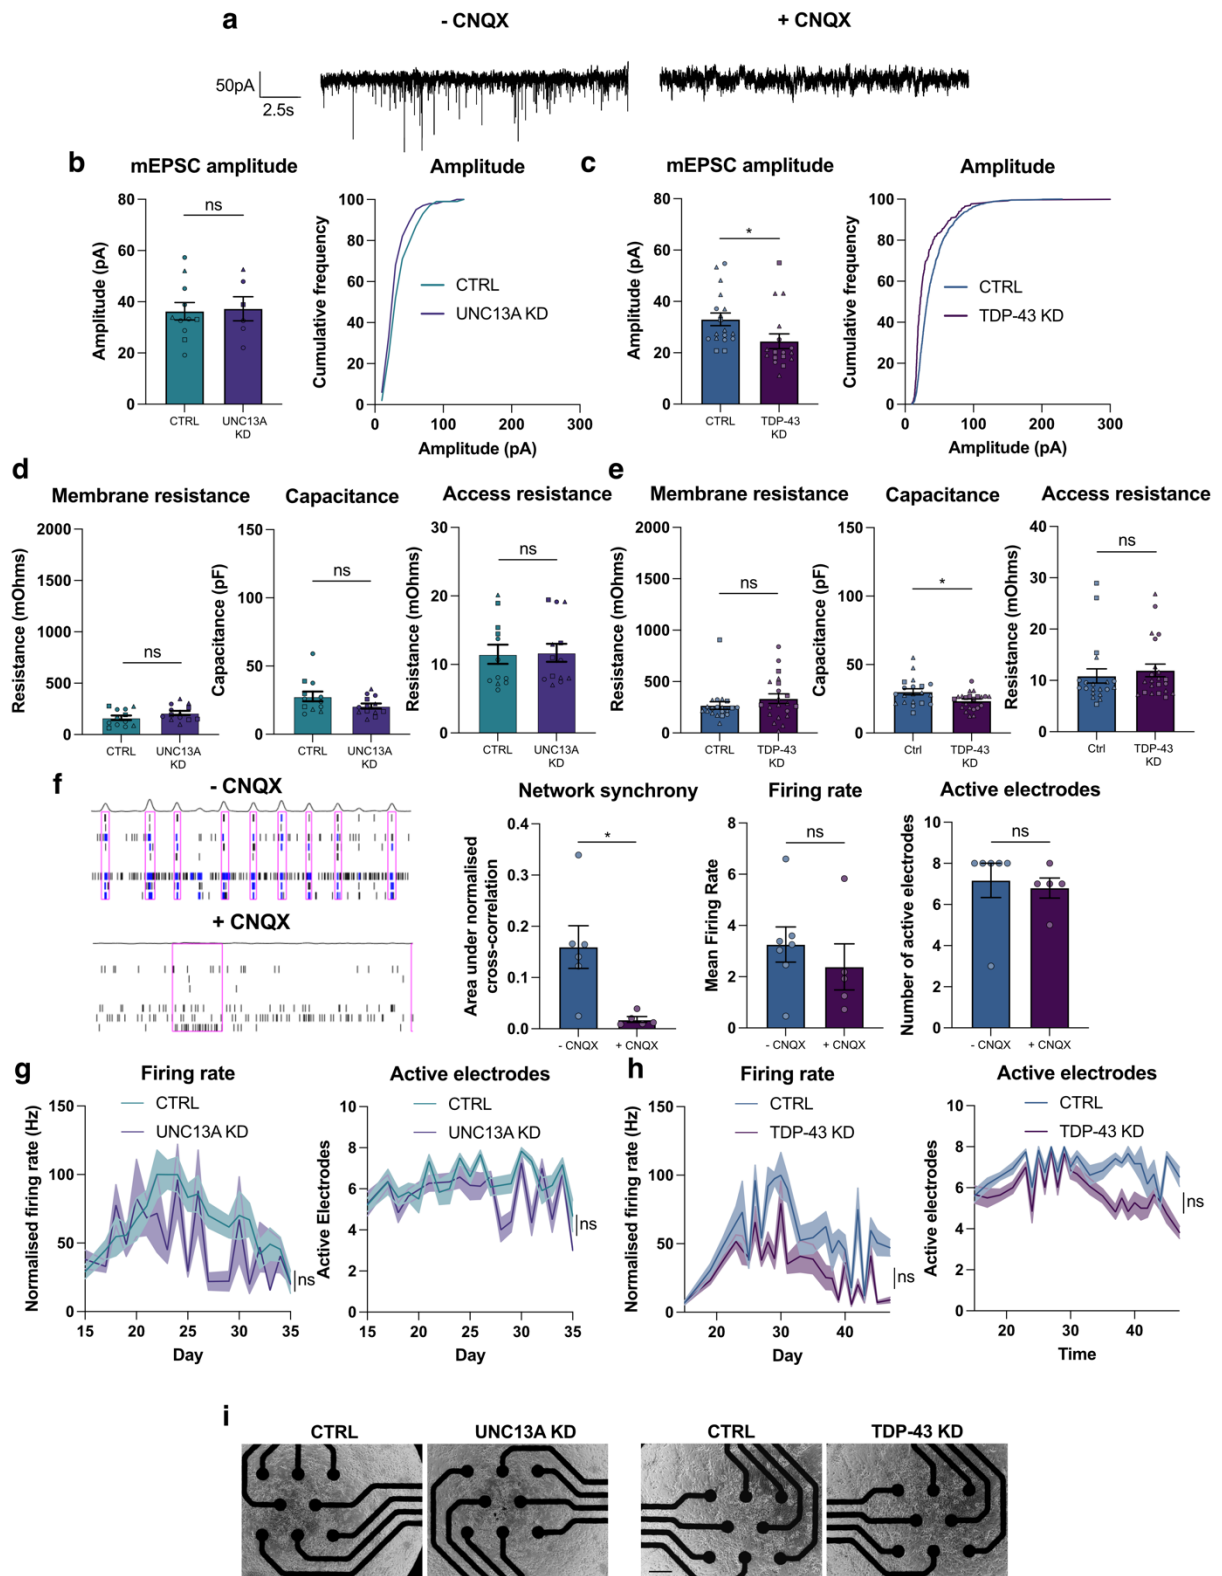 a
- CNQX
+ CNQX
50pA
2.5s
b
mEPSC amplitude
Amplitude
Amplitude (pA)
80
60
40
20
0
ns
CTRL
UNC13A
KD
Cumulative frequency
100
80
60
40
20
0
CTRL
UNC13A KD
0
100
200
300
Amplitude (pA)
c
mEPSC amplitude
Amplitude
Amplitude (pA)
80
60
40
20
0
*
CTRL
TDP-43
KD
Cumulative frequency
100
80
60
40
20
0
CTRL
TDP-43 KD
0
100
200
300
Amplitude (pA)
d
Membrane resistance
Capacitance
Access resistance
Resistance (mOhms)
2000
1500
1000
500
0
ns
CTRL
UNC13A
KD
Capacitance (pF)
150
100
50
0
ns
CTRL
UNC13A
KD
Resistance (mOhms)
30
20
10
0
ns
CTRL
UNC13A
KD
e
Membrane resistance
Capacitance
Access resistance
Resistance (mOhms)
2000
1500
1000
500
0
ns
CTRL
TDP-43
KD
Capacitance (pF)
150
100
50
0
*
Ctrl
TDP-43
KD
Resistance (mOhms)
40
30
20
10
0
ns
Ctrl
TDP-43
KD
f
- CNQX
+ CNQX
Network synchrony
Area under normalised
cross-correlation
0.4
0.3
0.2
0.1
0.0
*
- CNQX
+ CNQX
Firing rate
Mean Firing Rate
8
6
4
2
0
ns
- CNQX
+ CNQX
Active electrodes
Number of active electrodes
10
8
6
4
2
0
ns
- CNQX
+ CNQX
g
Firing rate
Normalised firing rate (Hz)
150
100
50
0
CTRL
UNC13A KD
ns
15
20
25
30
35
Day
Active electrodes
Active Electrodes
10
8
6
4
2
0
CTRL
UNC13A KD
ns
15
20
25
30
35
Day
h
Firing rate
Normalised firing rate (Hz)
150
100
50
0
CTRL
TDP-43 KD
ns
20
30
40
Day
Active electrodes
Active electrodes
10
8
6
4
2
0
CTRL
TDP-43 KD
ns
20
30
40
Time
i
CTRL
UNC13A KD
CTRL
TDP-43 KD